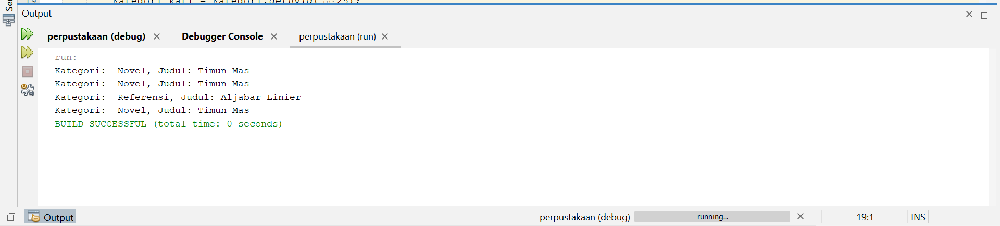 Output
perpustakaan (debug) Debugger Console perpustakaan (run)
run:
Kategori:  Novel, Judul: Timun Mas
Kategori:  Novel, Judul: Timun Mas
Kategori:  Referensi, Judul: Aljabar Linier
Kategori:  Novel, Judul: Timun Mas
BUILD SUCCESSFUL (total time: 0 seconds)
Output perpustakaan (debug) running... 19:1 INS